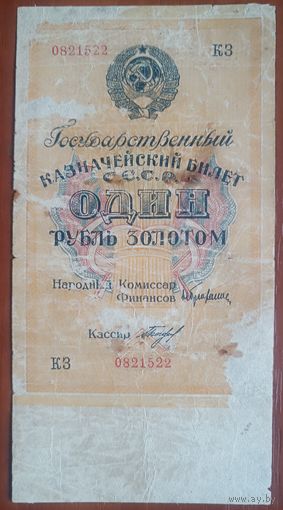 0821522 КЗ
Государственный
КАЗНАЧЕЙСКИЙ БИЛЕТ
С.С.С.Р.
ОДИН
РУБЛЬ ЗОЛОТОМ
Народный Комиссар
Финансов
Кассир
КЗ 0821522
www.ay.by